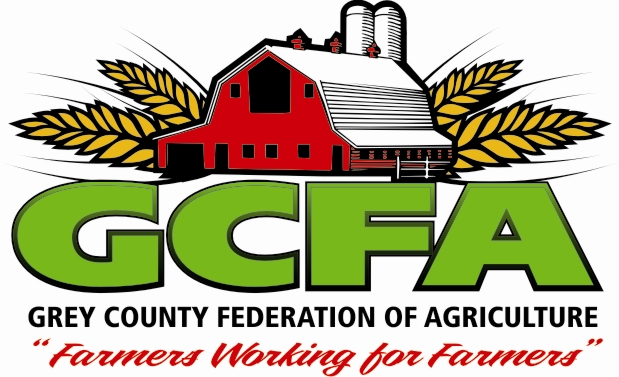 GCFA
GREY COUNTY FEDERATION OF AGRICULTURE
“Farmers Working for Farmers”